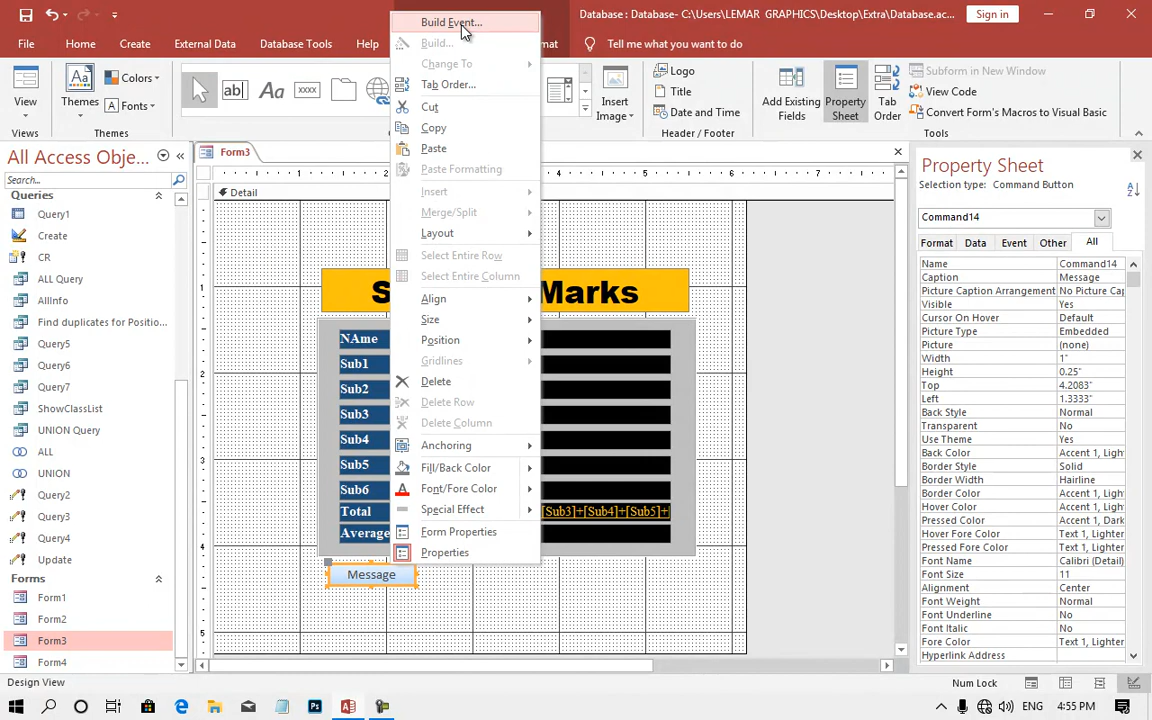 Database : Database- C:\Users\LEMAR GRAPHICS\Desktop\Extra\Database.ac...
Sign in
File
Home
Create
External Data
Database Tools
Help
Tell me what you want to do
View
Views
Themes
Colors
Fonts
Themes
Aa
ab
xxxx
Insert
Image
Logo
Title
Date and Time
Header / Footer
Add Existing
Fields
Property
Sheet
Tab
Order
Subform in New Window
View Code
Convert Form's Macros to Visual Basic
Tools
All Access Obje...
Search...
Queries
Query1
Create
CR
ALL Query
AllInfo
Find duplicates for Positio...
Query5
Query6
Query7
ShowClassList
UNION Query
ALL
UNION
Query2
Query3
Query4
Update
Forms
Form1
Form2
Form3
Form4
Form3
Detail
Marks
NAme
Sub1
Sub2
Sub3
Sub4
Sub5
Sub6
Total
[Sub3]+[Sub4]+[Sub5]+
Average
Message
Build Event...
Build...
Change To
Tab Order...
Cut
Copy
Paste
Paste Formatting
Insert
Merge/Split
Layout
Select Entire Row
Select Entire Column
Align
Size
Position
Gridlines
Delete
Delete Row
Delete Column
Anchoring
Fill/Back Color
Font/Fore Color
Special Effect
Form Properties
Properties
Property Sheet
Selection type: Command Button
Command14
Format Data Event Other All
Name Command14
Caption Message
Picture Caption Arrangement No Picture Cap
Visible Yes
Cursor On Hover Default
Picture Type Embedded
Picture (none)
Width 1"
Height 0.25"
Top 4.2083"
Left 1.3333"
Back Style Normal
Transparent No
Use Theme Yes
Back Color Accent 1, Lighter
Border Style Solid
Border Width Hairline
Border Color Accent 1, Lighter
Hover Color Accent 1, Lighter
Pressed Color Accent 1, Darker
Hover Fore Color Text 1, Lighter
Pressed Fore Color Text 1, Lighter
Font Name Calibri (Detail)
Font Size 11
Alignment Center
Font Weight Normal
Font Underline No
Font Italic No
Fore Color Text 1, Lighter
Hyperlink Address
Design View
Num Lock
ENG
4:55 PM